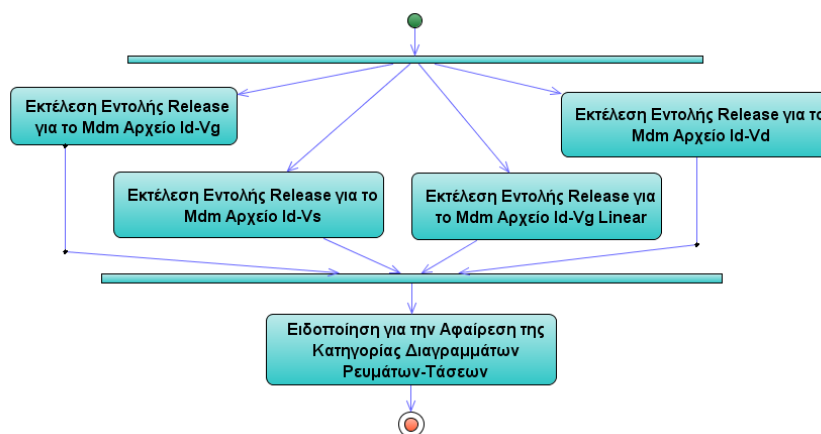 Εκτέλεση Εντολής Release
για το Mdm Αρχείο Id-Vg
Εκτέλεση Εντολής Release για το
Mdm Αρχείο Id-Vd
Εκτέλεση Εντολής Release για το
Mdm Αρχείο Id-Vs
Εκτέλεση Εντολής Release για
το Mdm Αρχείο Id-Vg Linear
Ειδοποίηση για την Αφαίρεση της
Κατηγορίας Διαγραμμάτων
Ρευμάτων-Τάσεων